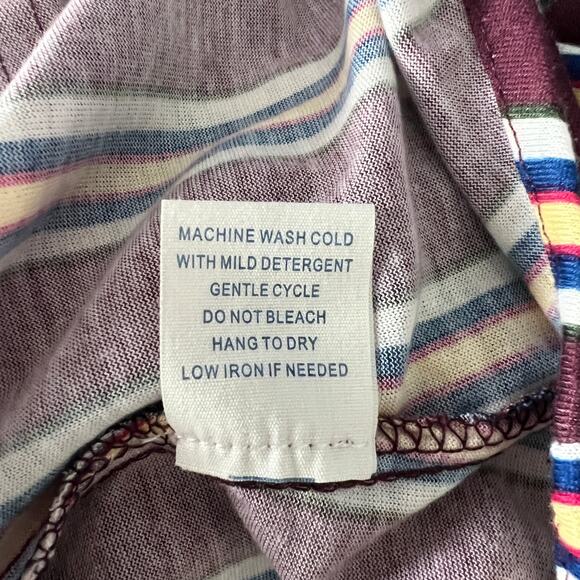 MACHINE WASH COLD
WITH MILD DETERGENT
GENTLE CYCLE
DO NOT BLEACH
HANG TO DRY
LOW IRON IF NEEDED